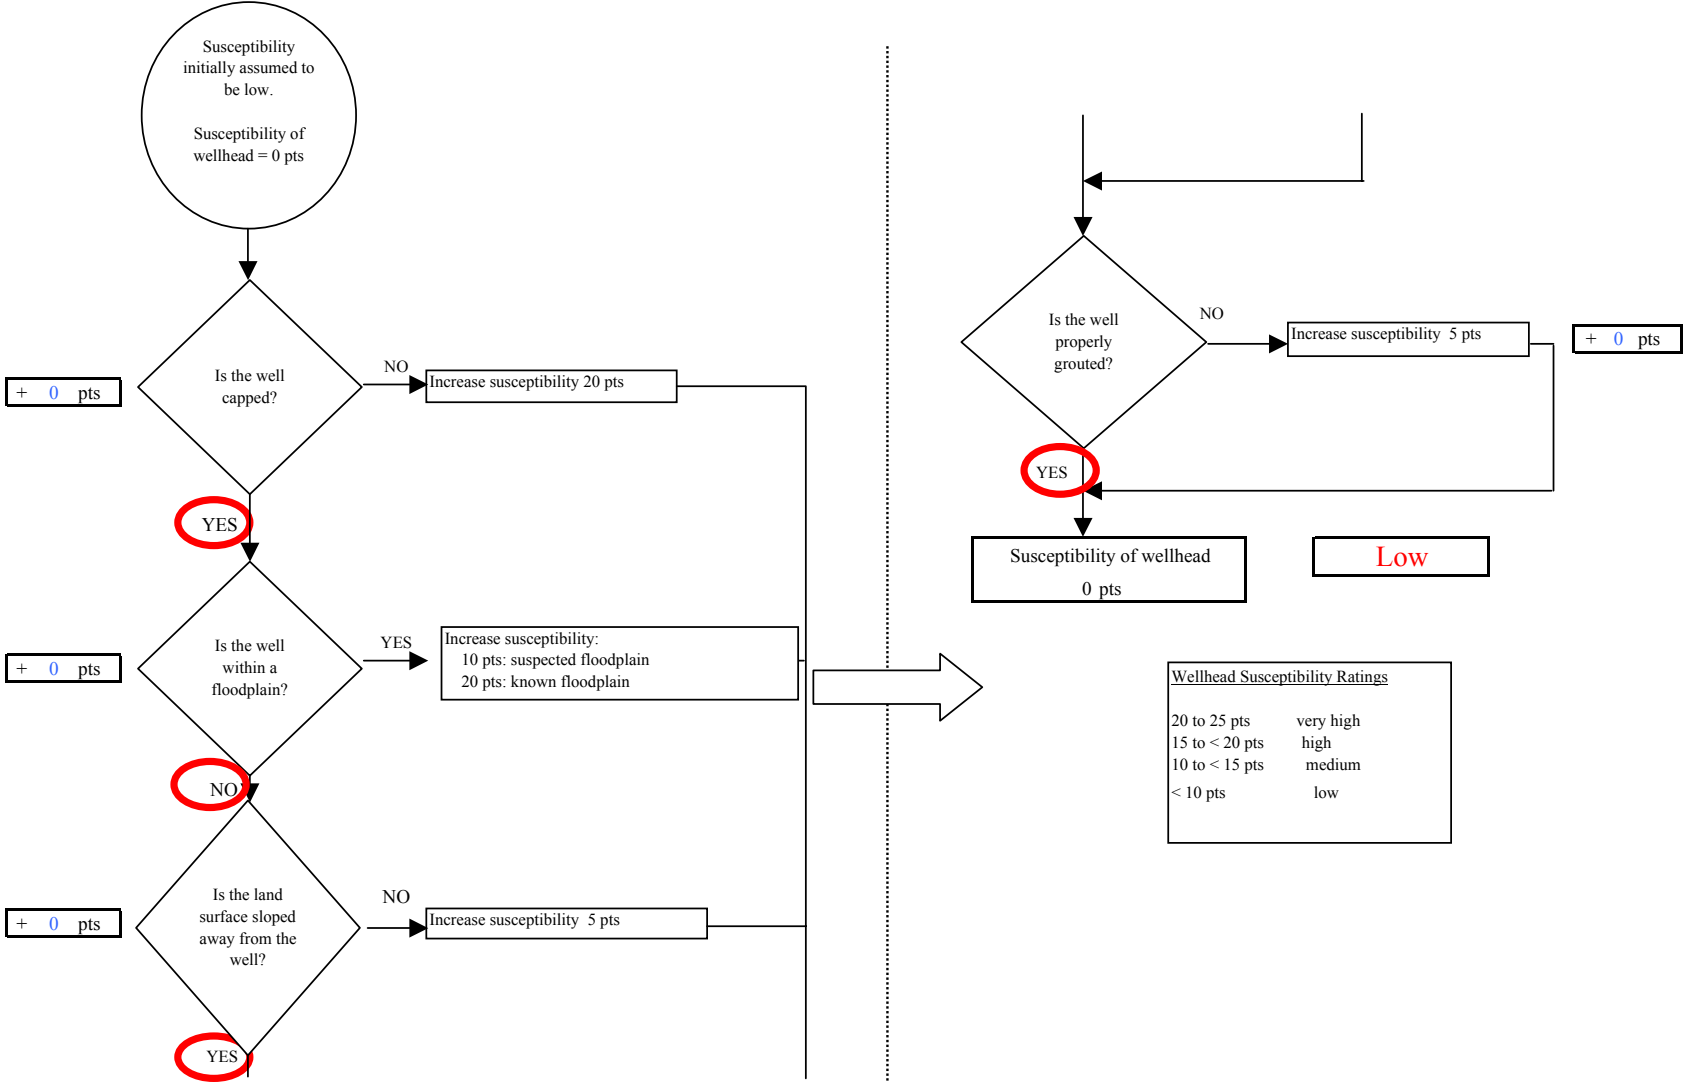 Susceptibility
initially assumed to
be low.
Susceptibility of
wellhead = 0 pts
Is the well
capped?
NO
Increase susceptibility 20 pts
+ 0 pts
YES
Is the well
within a
floodplain?
YES
Increase susceptibility:
10 pts: suspected floodplain
20 pts: known floodplain
+ 0 pts
NO
Is the land
surface sloped
away from the
well?
NO
Increase susceptibility 5 pts
+ 0 pts
YES
Is the well
properly
grouted?
NO
Increase susceptibility 5 pts
+ 0 pts
YES
Susceptibility of wellhead
0 pts
Low
Wellhead Susceptibility Ratings
20 to 25 pts very high
15 to < 20 pts high
10 to < 15 pts medium
< 10 pts low